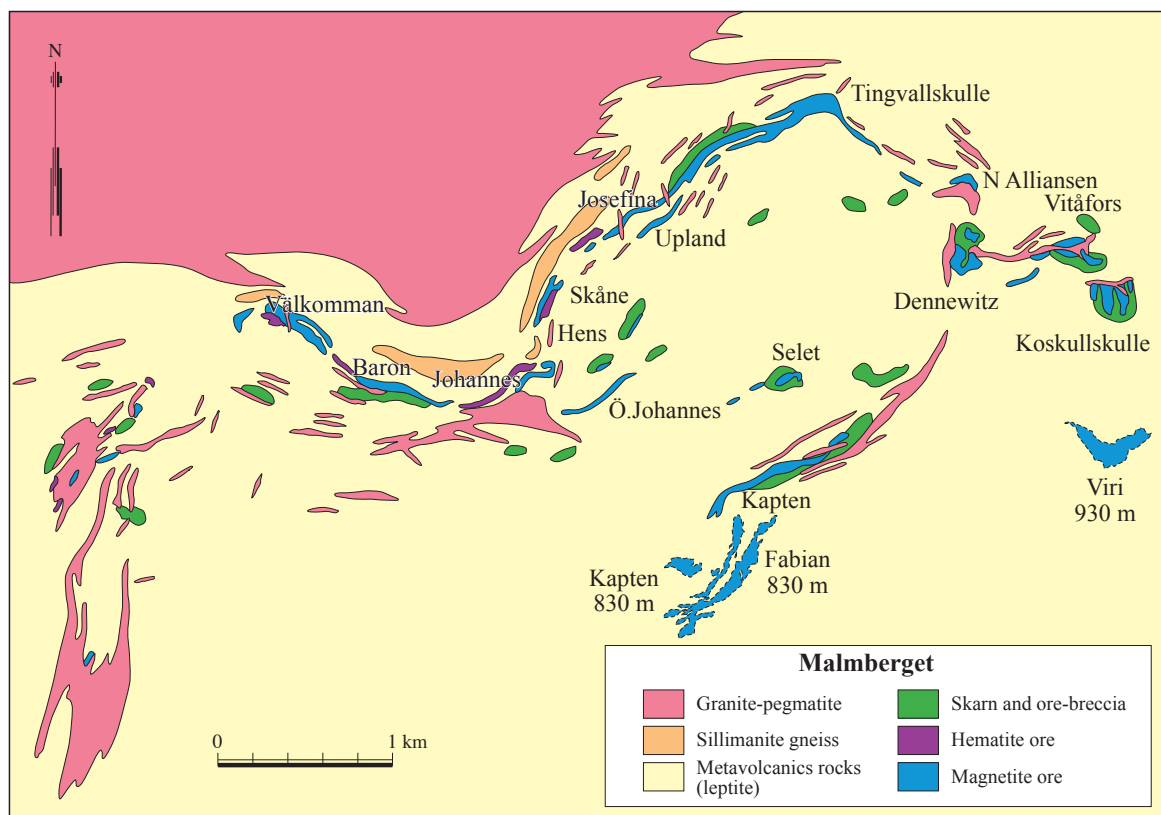 N
Tingvallskulle
N Alliansen
Josefina
Vitåfors
Upland
Skåne
Dennewitz
Välkomman
Hens
Koskullskulle
Selet
Baron
Johannes
Ö.Johannes
Viri
930 m
Kapten
Fabian
830 m
Kapten
830 m
Malmberget
Granite-pegmatite
Skarn and ore-breccia
Sillimanite gneiss
Hematite ore
Metavolcanics rocks
(leptite)
Magnetite ore
0
1 km